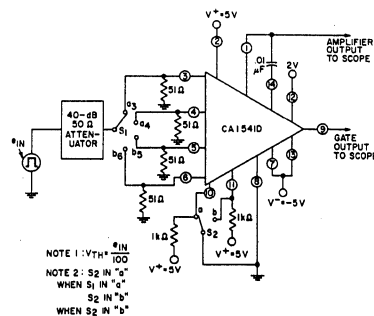 V⁺=5V
②
①
AMPLIFIER
OUTPUT
TO SCOPE
.01
μF
③
51Ω
⑭
2V
⑫
40-dB
50 Ω
ATTEN-
UATOR
a3
S1
a4
④
51Ω
CA1541D
⑨
GATE
OUTPUT
TO SCOPE
eIN
b6
b5
⑤
51Ω
⑦
⑬
⑥
51Ω
⑩
⑪
⑧
V⁻=-5V
a
b
1kΩ
S2
1kΩ
V⁺=5V
V⁺=5V
NOTE 1: VTH = eIN/100
NOTE 2: S2 IN "a"
WHEN S1 IN "a"
S2 IN "b"
WHEN S2 IN "b"